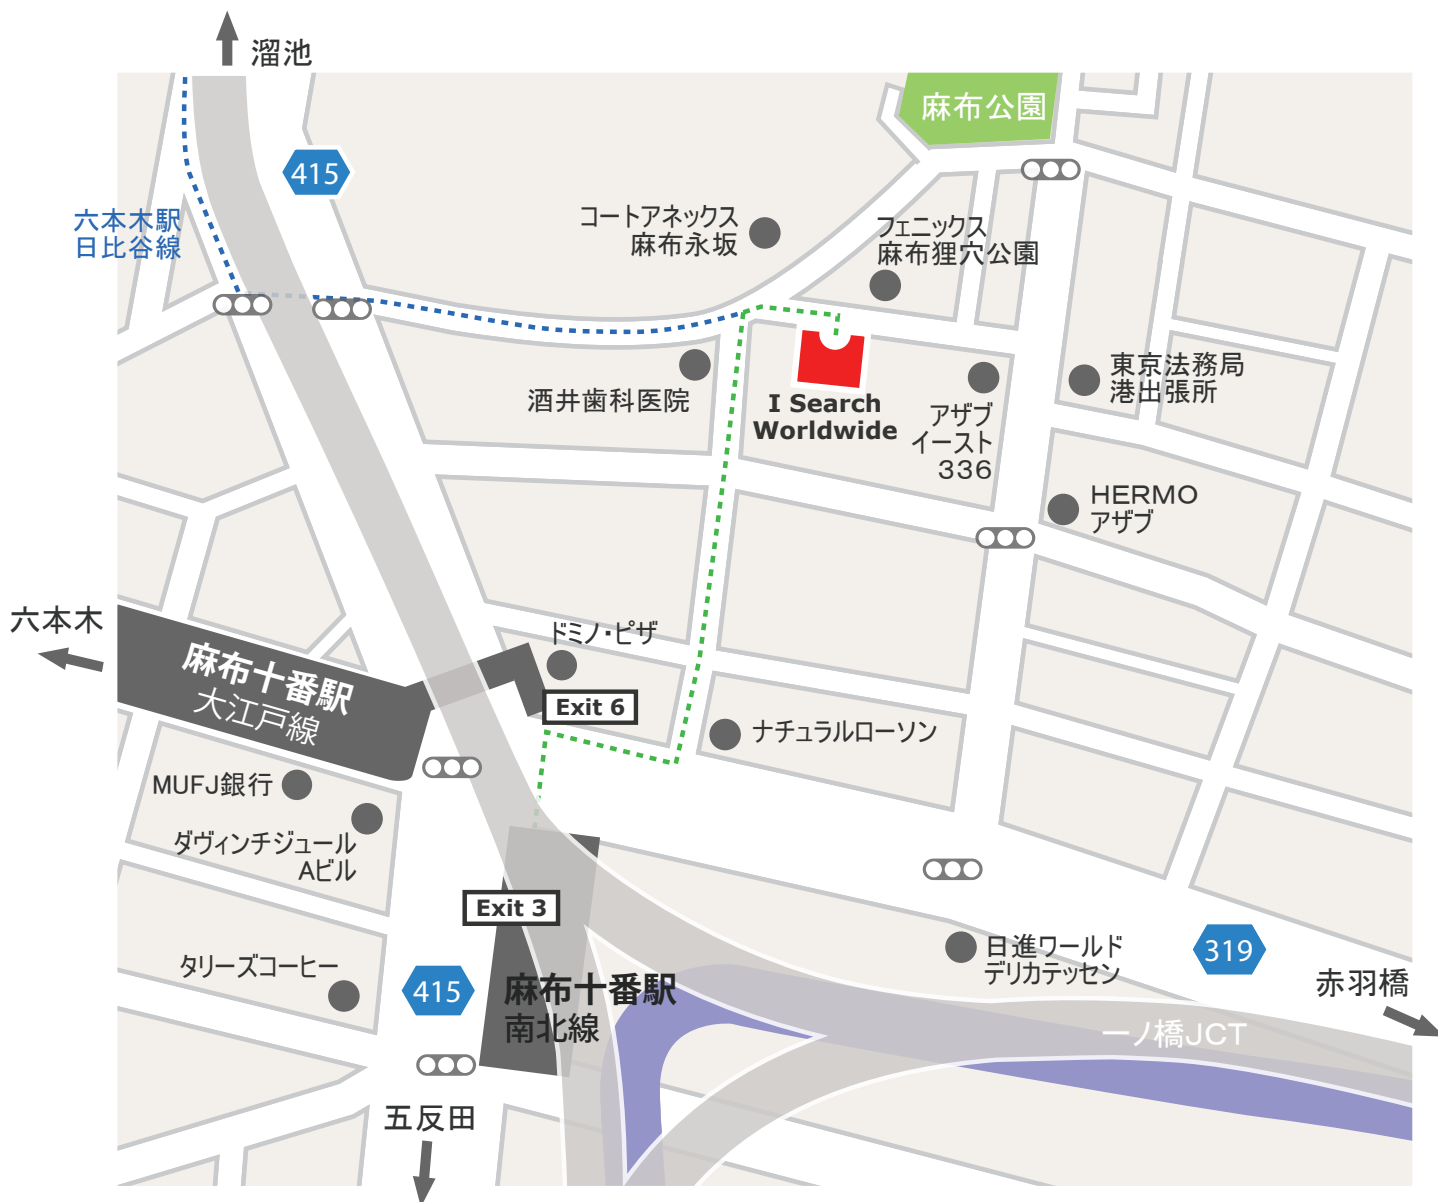 溜池
麻布公園
415
六本木駅
日比谷線
コートアネックス
麻布永坂
フェニックス
麻布狸穴公園
東京法務局
港出張所
酒井歯科医院
I Search
Worldwide
アザブ
イースト
336
HERMO
アザブ
六本木
麻布十番駅
大江戸線
ドミノ・ピザ
Exit 6
ナチュラルローソン
MUFJ銀行
ダヴィンチジュール
Aビル
Exit 3
タリーズコーヒー
415
麻布十番駅
南北線
日進ワールド
デリカテッセン
319
赤羽橋
一ノ橋JCT
五反田